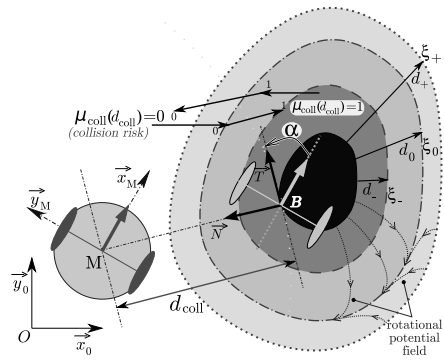 ξ+
d+
1
μcoll(dcoll)=1
μcoll(dcoll)=0 0
1
(collision risk)
0
α
ξ0
d0
xM
T
d- ξ-
yM
B
N
M
dcoll
y0
O
x0
rotational
potential
field